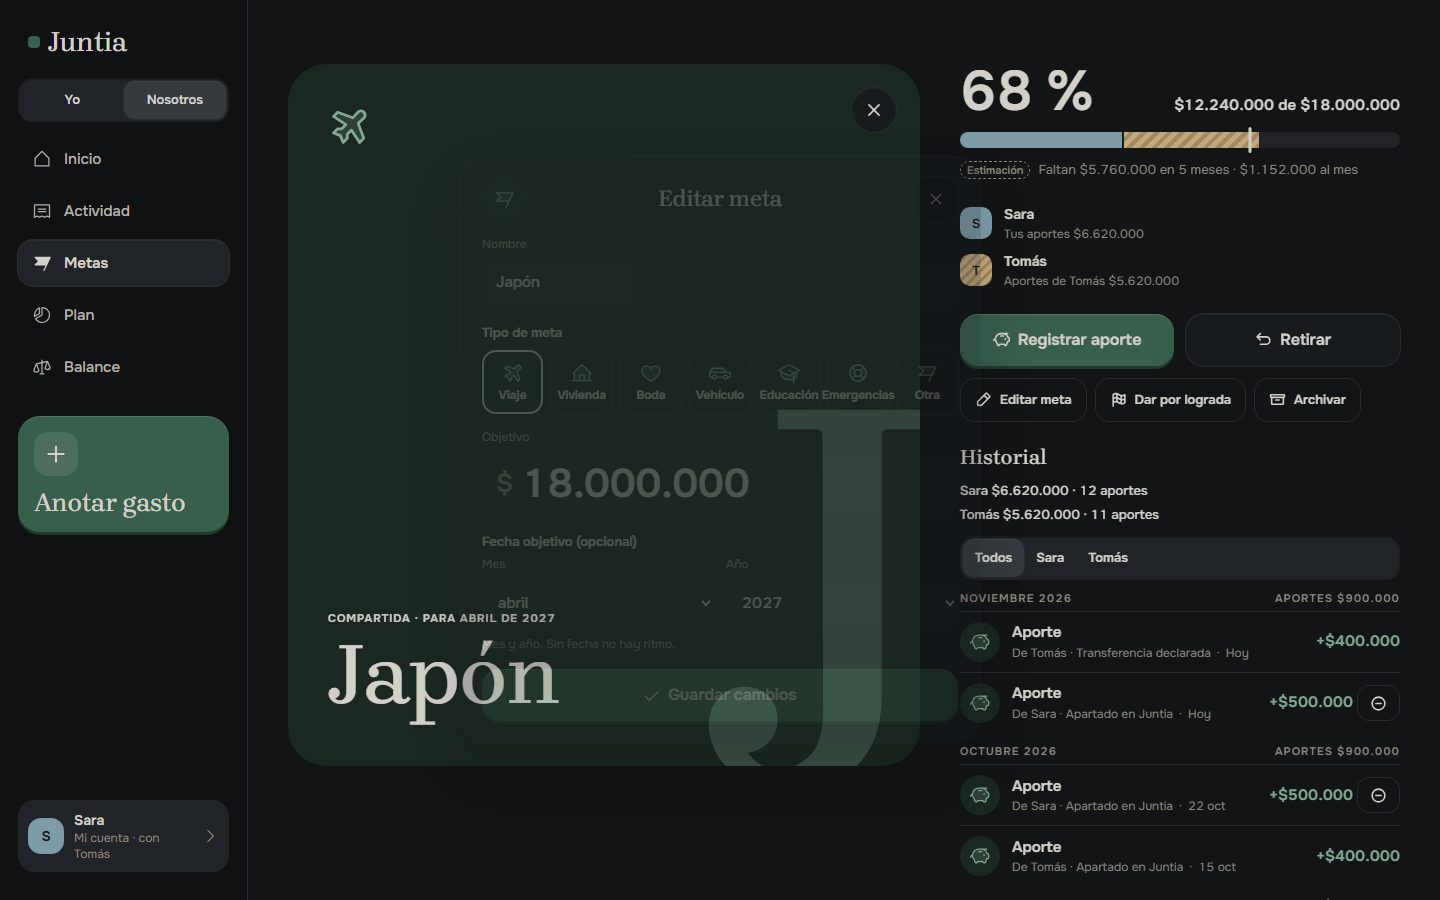 Juntia
Yo
Nosotros
Inicio
Actividad
Metas
Plan
Balance
Anotar gasto
S
Sara
Mi cuenta · con
Tomás
Editar meta
Nombre
Japón
Tipo de meta
Viaje
Vivienda
Boda
Vehículo
Educación
Emergencias
Otra
Objetivo
$ 18.000.000
Fecha objetivo (opcional)
Mes
Año
abril
2027
Mes y año. Sin fecha no hay ritmo.
Guardar cambios
COMPARTIDA · PARA ABRIL DE 2027
Japón
J
68 %
$12.240.000 de $18.000.000
Estimación
Faltan $5.760.000 en 5 meses · $1.152.000 al mes
S
Sara
Tus aportes $6.620.000
T
Tomás
Aportes de Tomás $5.620.000
Registrar aporte
Retirar
Editar meta
Dar por lograda
Archivar
Historial
Sara $6.620.000 · 12 aportes
Tomás $5.620.000 · 11 aportes
Todos
Sara
Tomás
NOVIEMBRE 2026
APORTES $900.000
Aporte
De Tomás · Transferencia declarada · Hoy
+$400.000
Aporte
De Sara · Apartado en Juntia · Hoy
+$500.000
OCTUBRE 2026
APORTES $900.000
Aporte
De Sara · Apartado en Juntia · 22 oct
+$500.000
Aporte
De Tomás · Apartado en Juntia · 15 oct
+$400.000